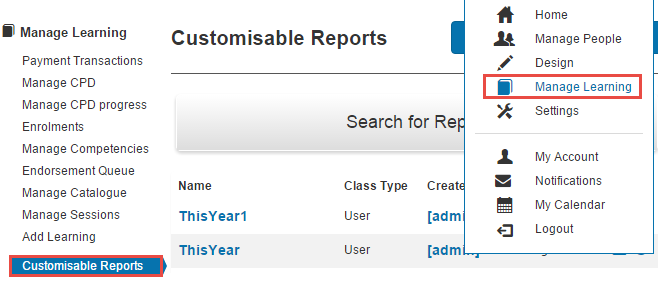 Manage Learning
Payment Transactions
Manage CPD
Manage CPD progress
Enrolments
Manage Competencies
Endorsement Queue
Manage Catalogue
Manage Sessions
Add Learning
Customisable Reports
Customisable Reports
Search for Rep
Name Class Type Create
ThisYear1 User [admi
ThisYear User [admi
Home
Manage People
Design
Manage Learning
Settings
My Account
Notifications
My Calendar
Logout